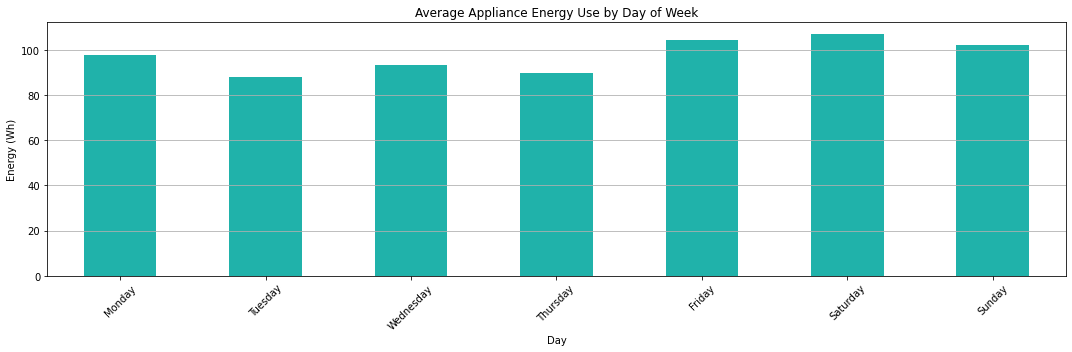 Average Appliance Energy Use by Day of Week
Energy (Wh)
100
80
60
40
20
0
Monday
Tuesday
Wednesday
Thursday
Friday
Saturday
Sunday
Day